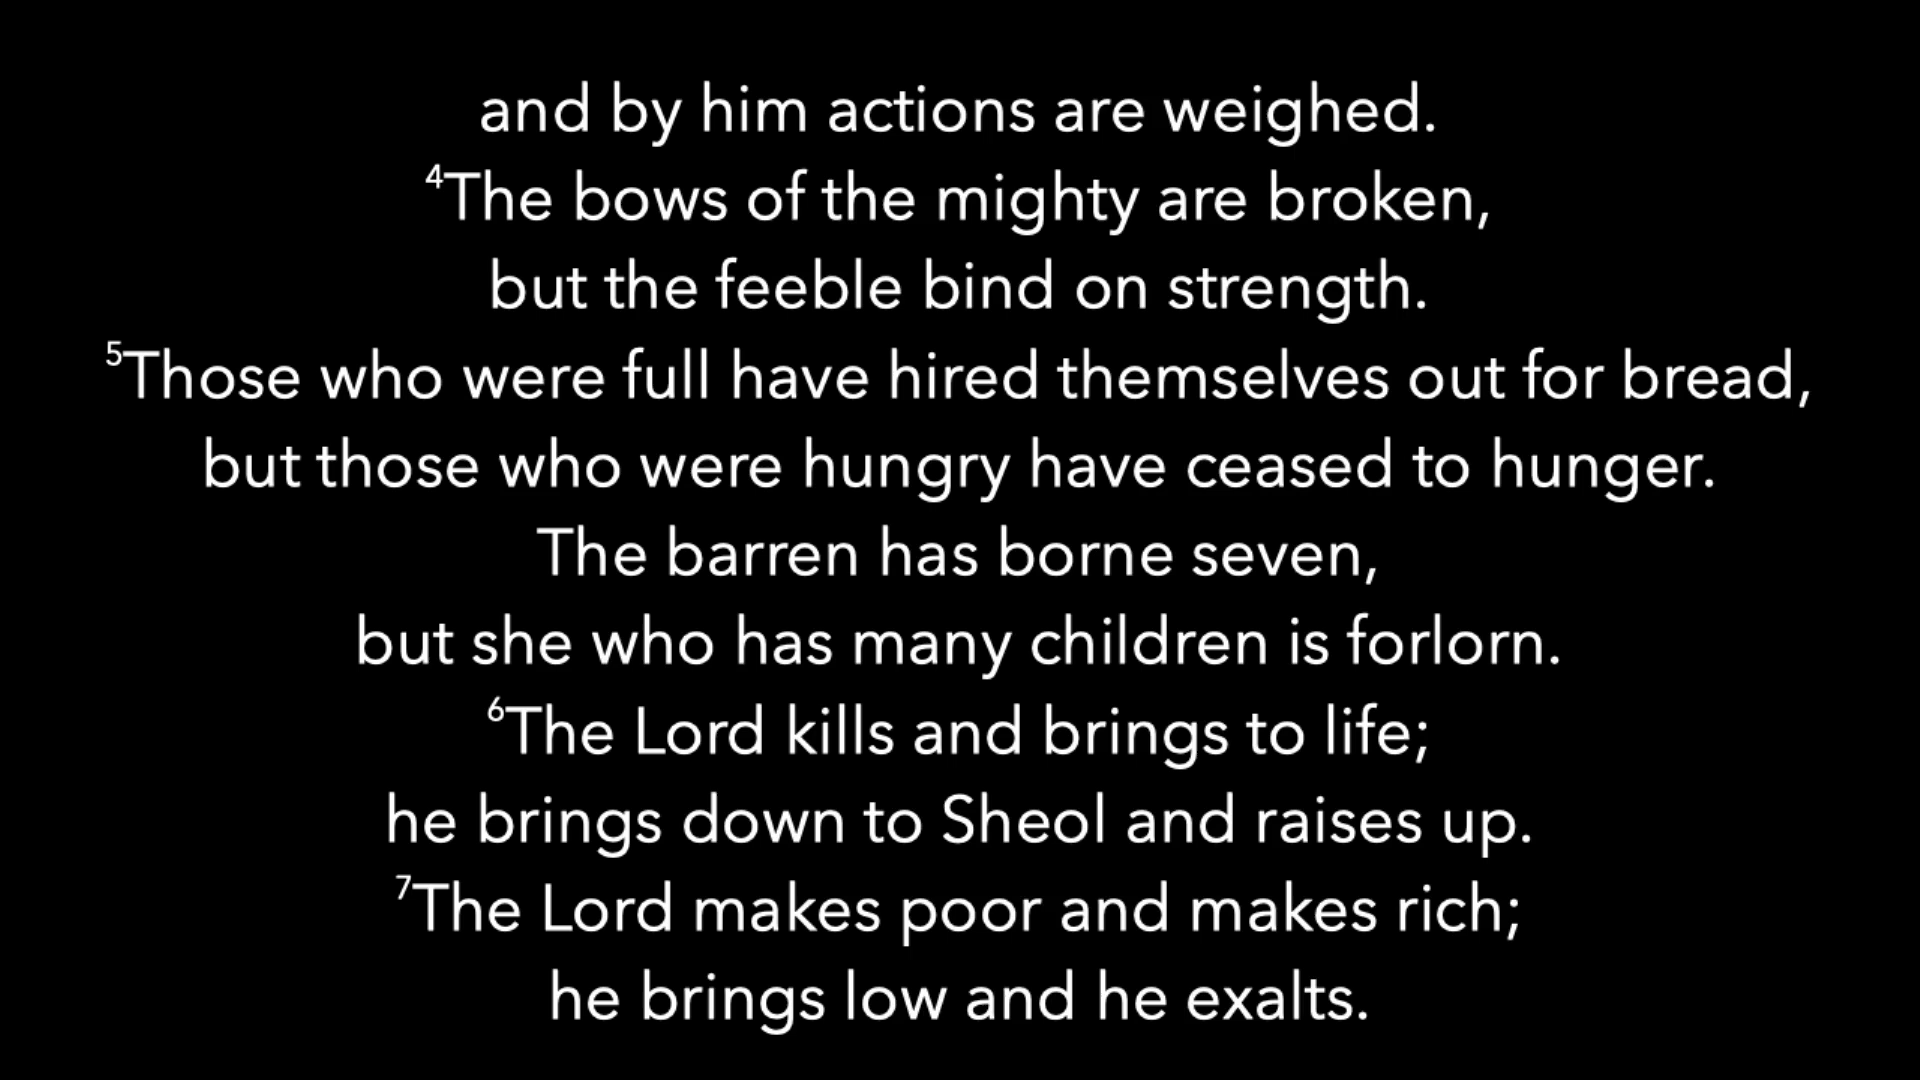 and by him actions are weighed.
⁴The bows of the mighty are broken,
but the feeble bind on strength.
⁵Those who were full have hired themselves out for bread,
but those who were hungry have ceased to hunger.
The barren has borne seven,
but she who has many children is forlorn.
⁶The Lord kills and brings to life;
he brings down to Sheol and raises up.
⁷The Lord makes poor and makes rich;
he brings low and he exalts.